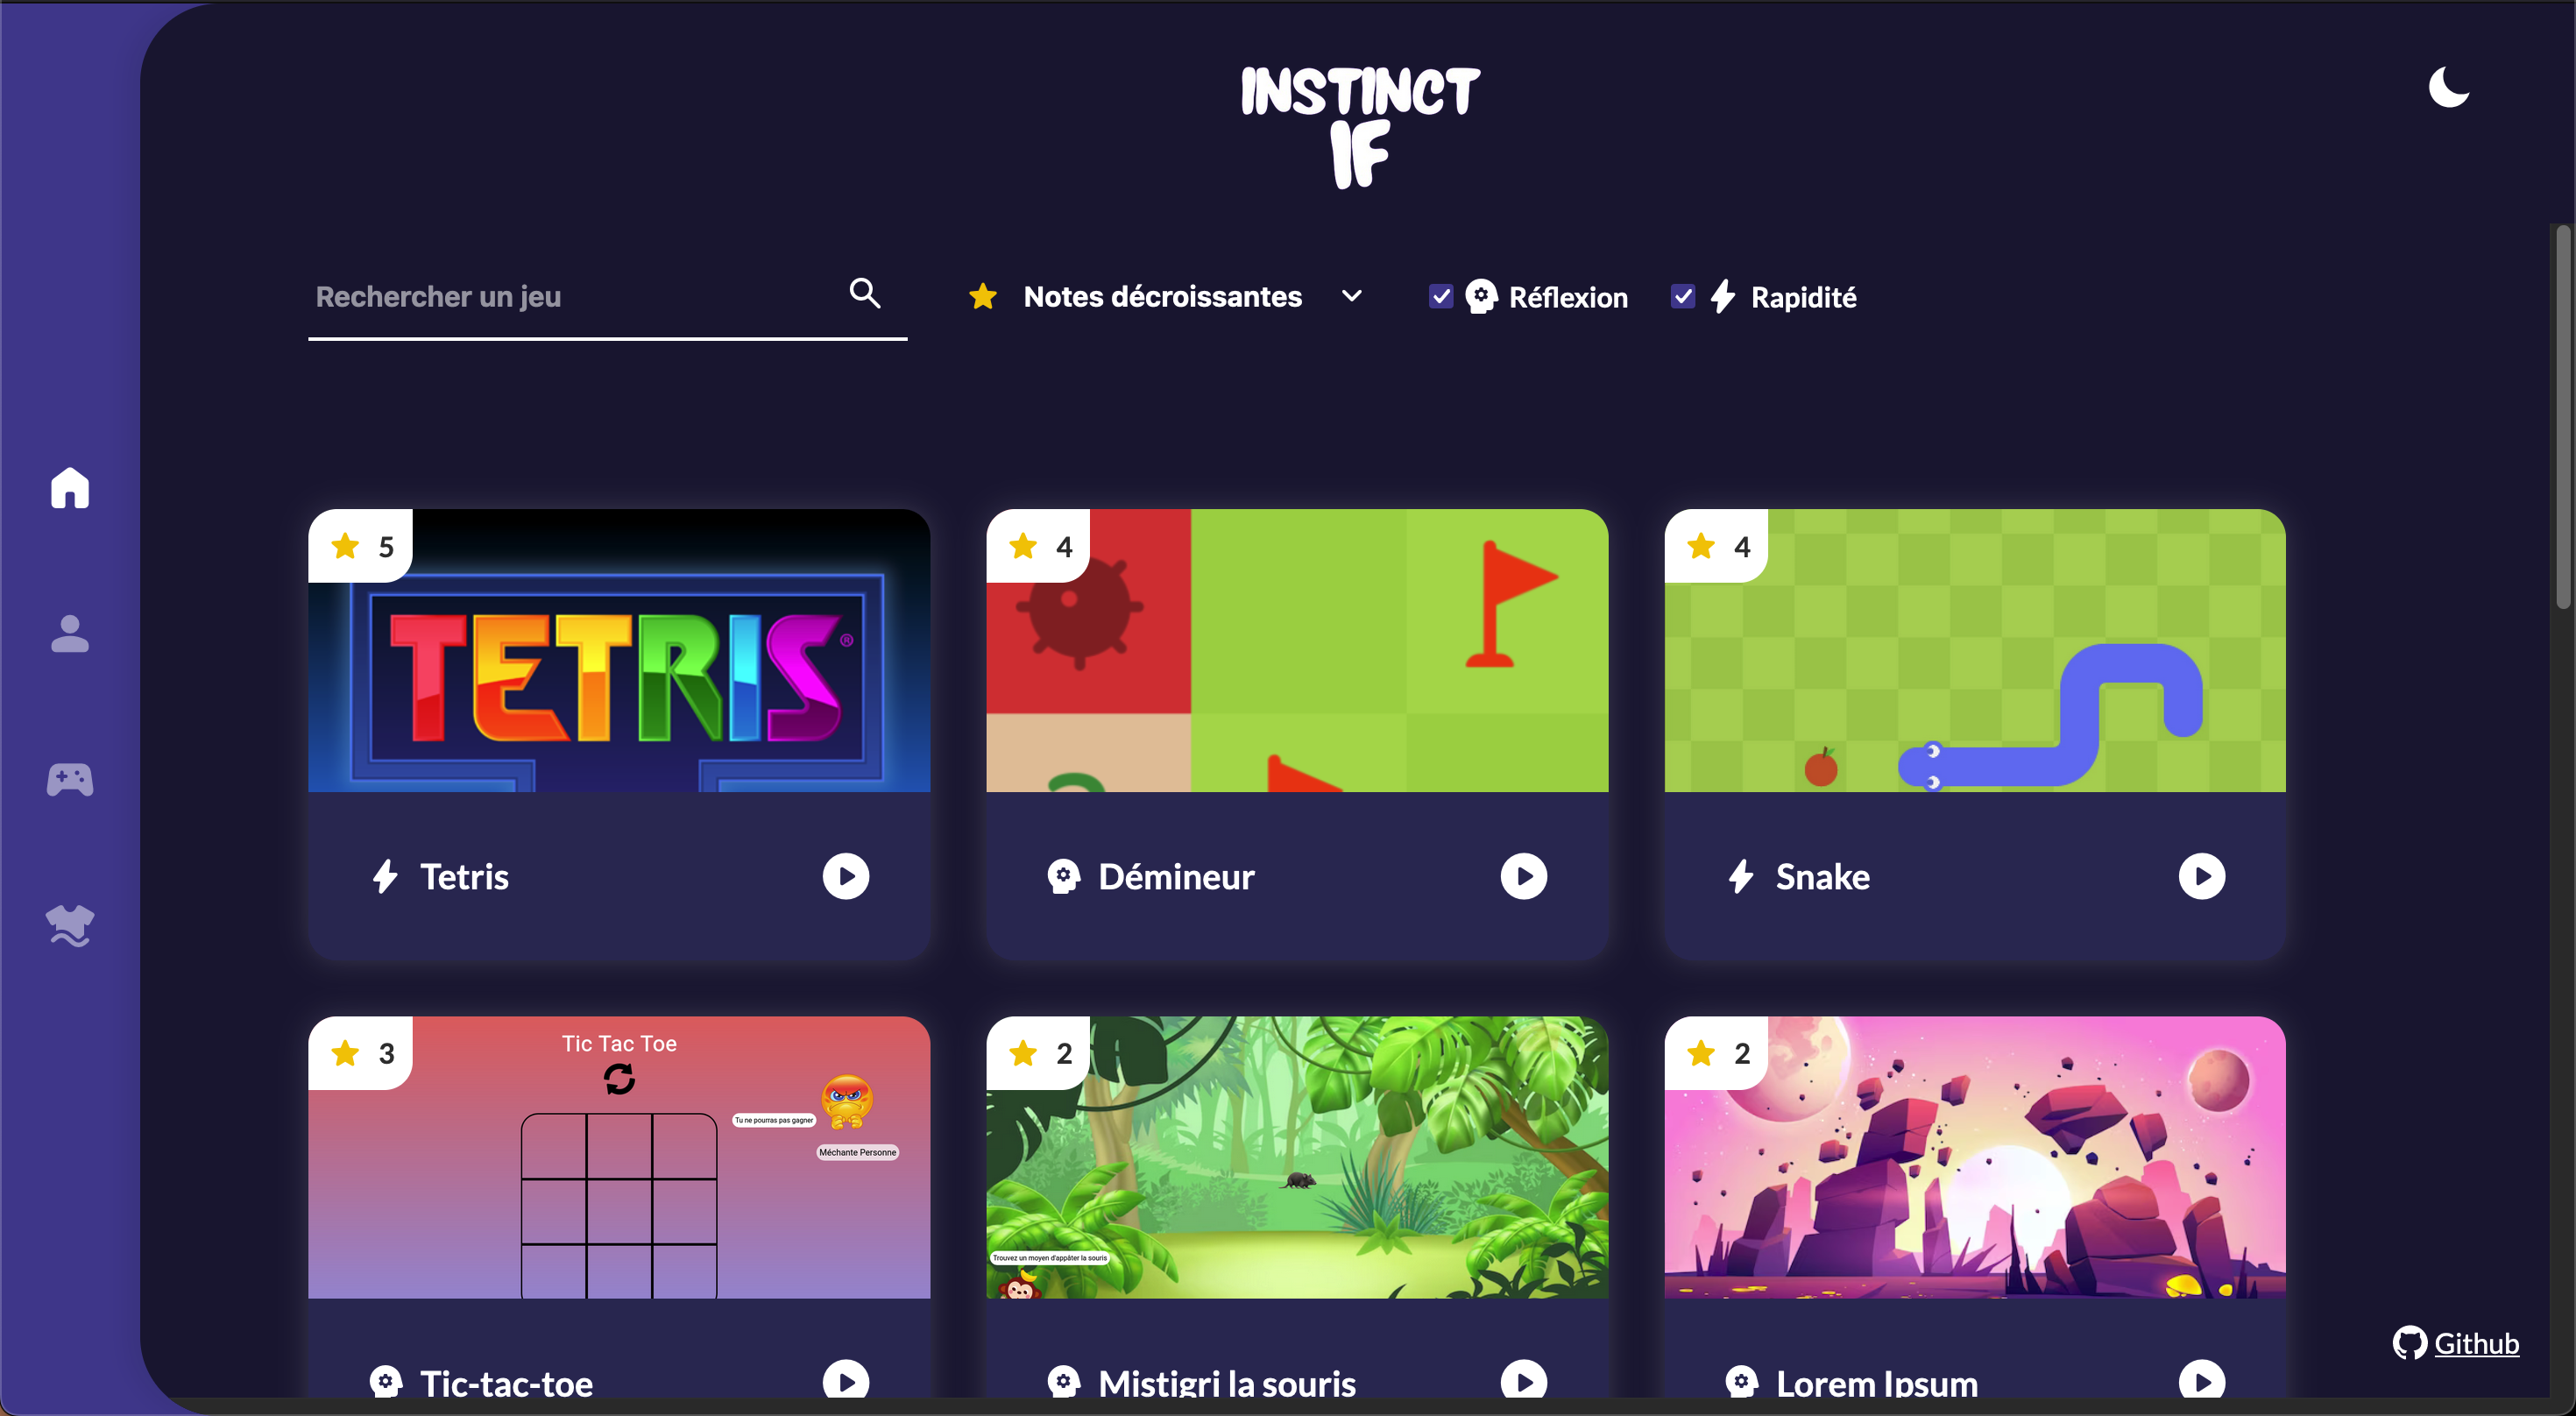 INSTINCT
IF
Rechercher un jeu
Notes décroissantes
Réflexion
Rapidité
5
TETRIS®
Tetris
4
Démineur
4
Snake
3
Tic Tac Toe
Tu ne pourras pas gagner
Méchante Personne
Tic-tac-toe
2
Trouvez un moyen d'appâter la souris
Mistigri la souris
2
Lorem Ipsum
Github